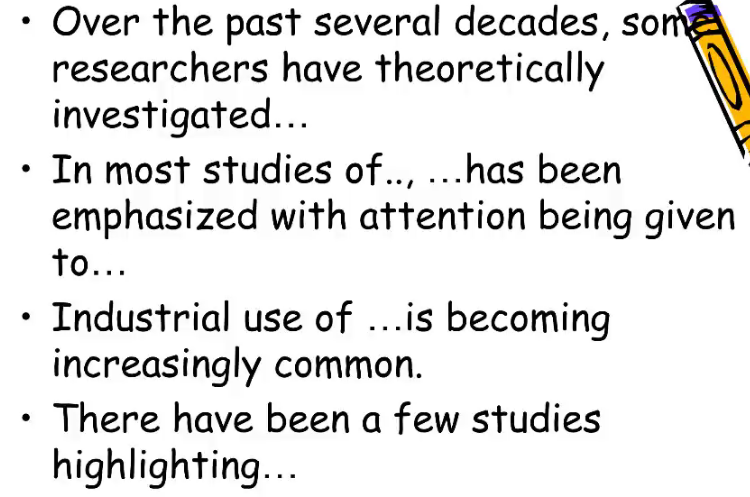 • Over the past several decades, some
researchers have theoretically
investigated...
• In most studies of.., ...has been
emphasized with attention being given
to...
• Industrial use of ...is becoming
increasingly common.
• There have been a few studies
highlighting...